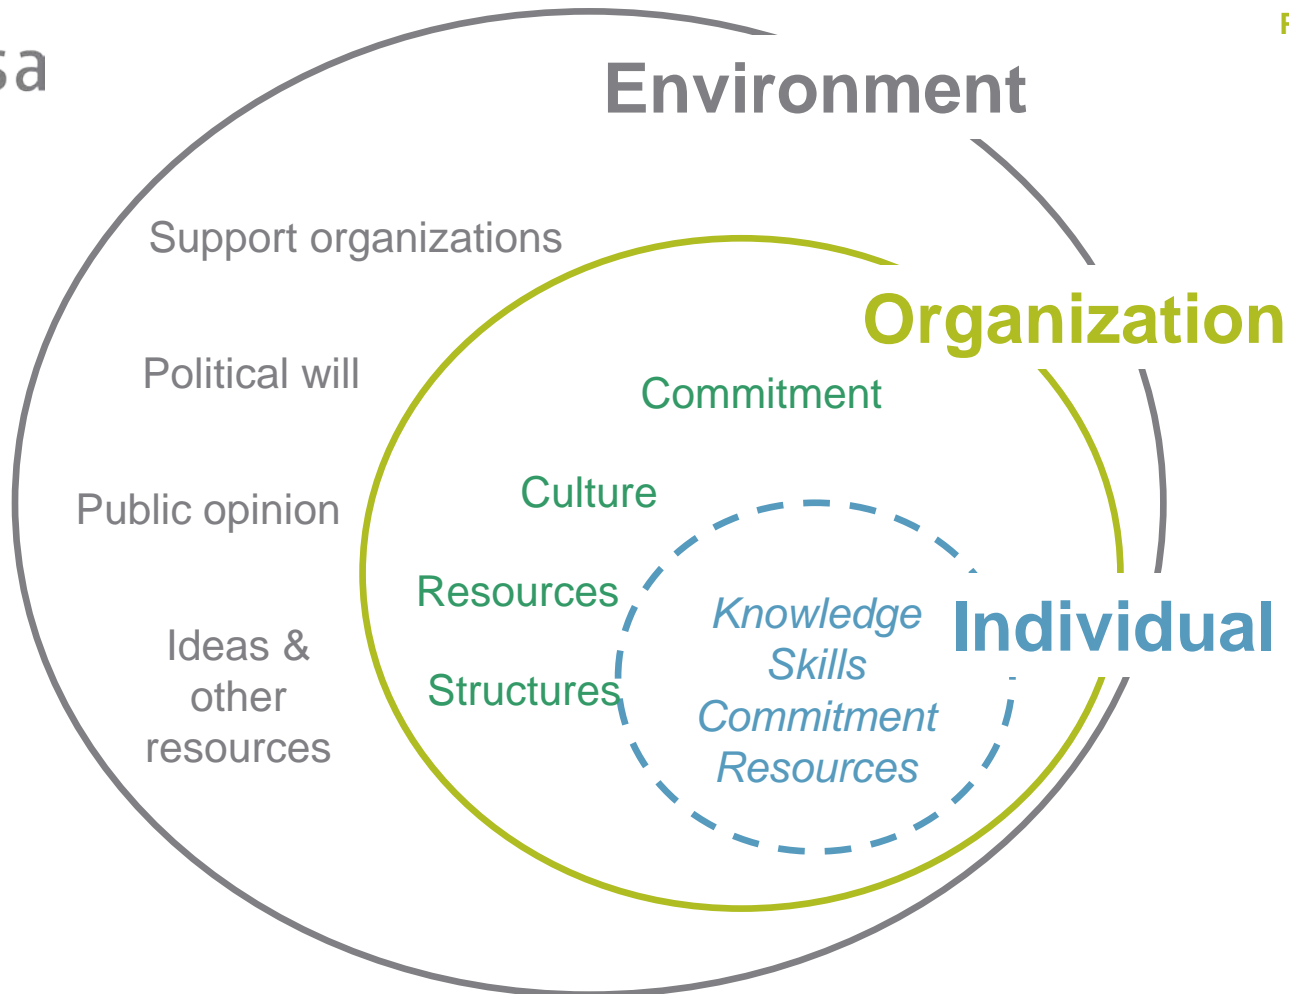 sa
F
Environment
Support organizations
Organization
Political will
Commitment
Culture
Public opinion
Resources
Individual
Knowledge
Skills
Commitment
Resources
Structures
Ideas &
other
resources